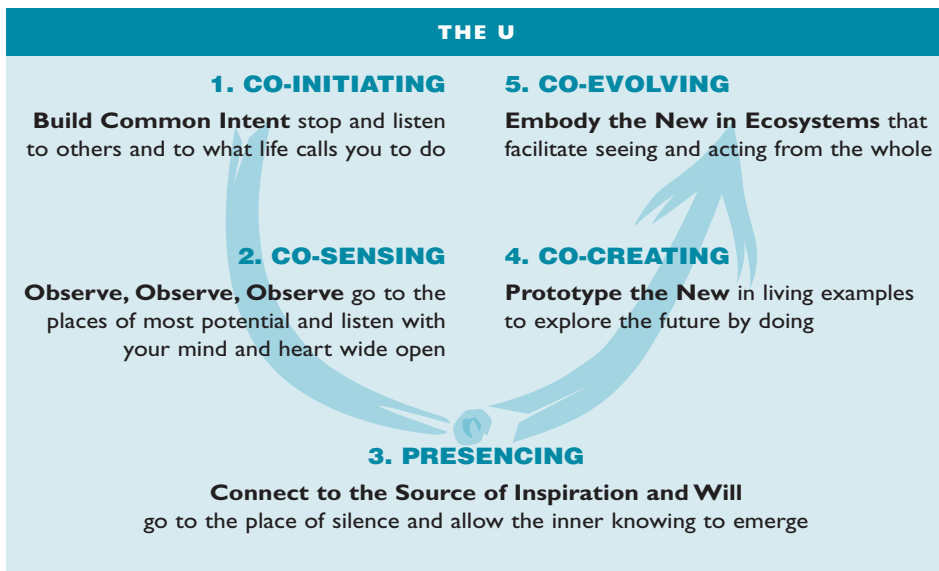 THE U
1. CO-INITIATING
Build Common Intent stop and listen
to others and to what life calls you to do
2. CO-SENSING
Observe, Observe, Observe go to the
places of most potential and listen with
your mind and heart wide open
3. PRESENCING
Connect to the Source of Inspiration and Will
go to the place of silence and allow the inner knowing to emerge
4. CO-CREATING
Prototype the New in living examples
to explore the future by doing
5. CO-EVOLVING
Embody the New in Ecosystems that
facilitate seeing and acting from the whole